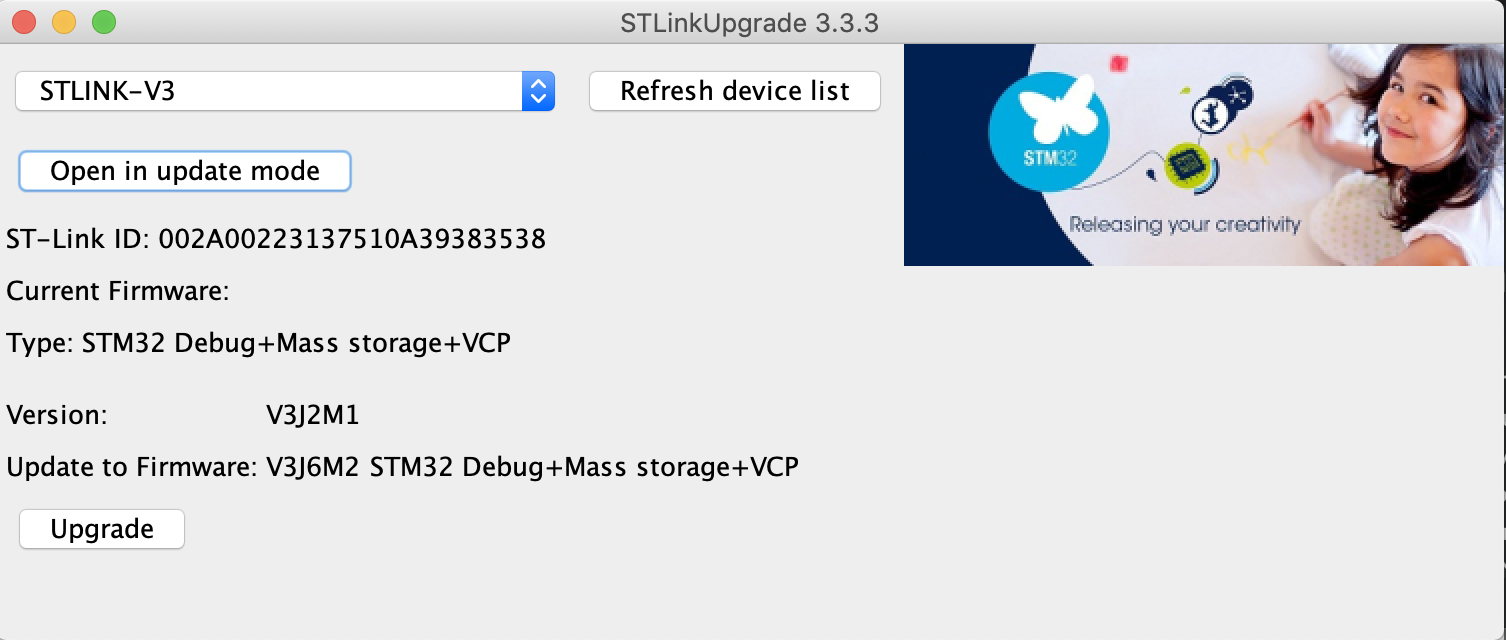 STLinkUpgrade 3.3.3
STLINK-V3
Refresh device list
Open in update mode
STM32
Releasing your creativity
ST-Link ID: 002A00223137510A39383538
Current Firmware:
Type: STM32 Debug+Mass storage+VCP
Version: V3J2M1
Update to Firmware: V3J6M2 STM32 Debug+Mass storage+VCP
Upgrade